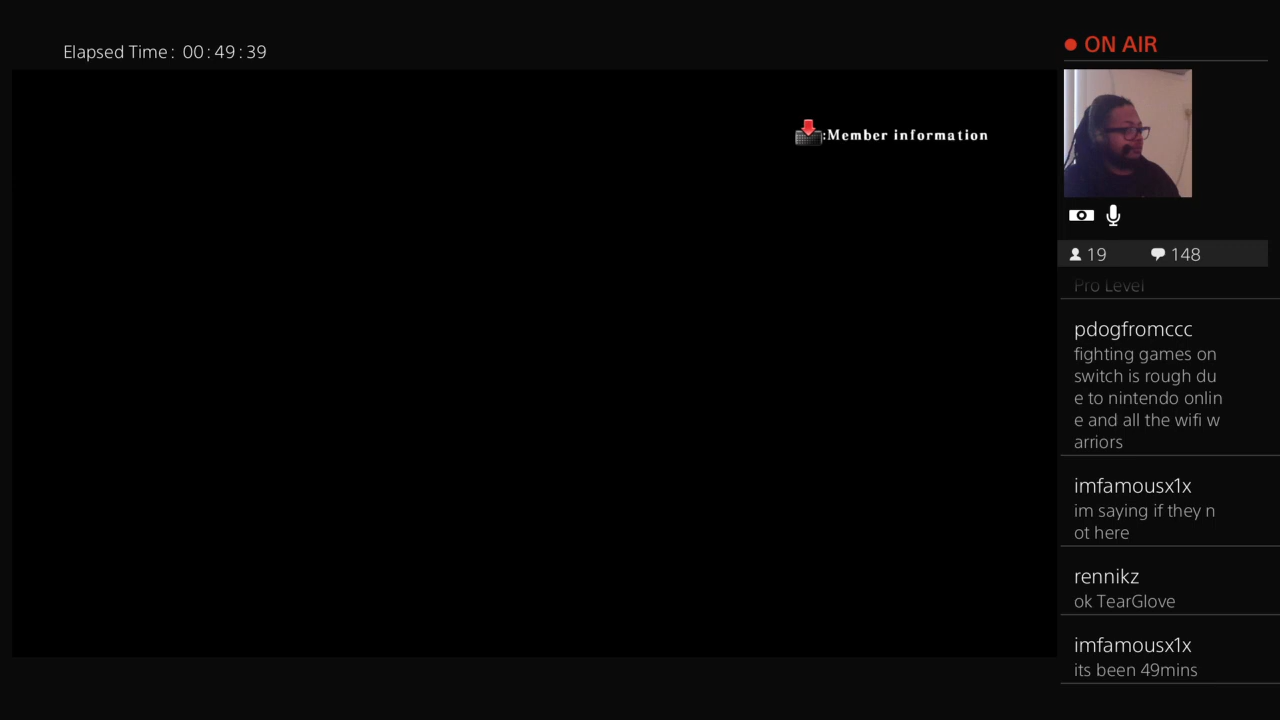 Elapsed Time: 00:49:39
ON AIR
:Member information
19 148
Pro Level
pdogfromccc
fighting games on
switch is rough du
e to nintendo onlin
e and all the wifi w
arriors
imfamousx1x
im saying if they n
ot here
rennikz
ok TearGlove
imfamousx1x
its been 49mins